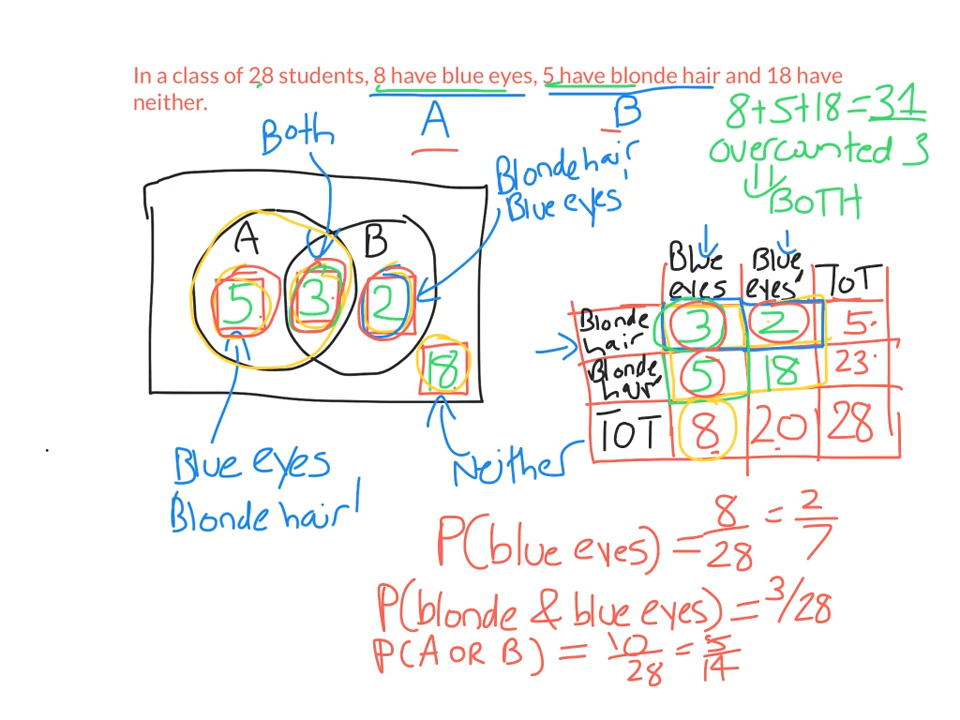 In a class of 28 students, 8 have blue eyes, 5 have blonde hair and 18 have
neither.
A
B
8+5+18=31
overcounted 3
BOTH
Both
Blonde hair
Blue eyes'
A
B
5
3
2
18
Blue eyes
Blonde hair'
Neither
Blue eyes
Blue eyes'
TOT
Blonde hair
3
2
5
Blonde hair'
5
18
23
TOT
8
20
28
P(blue eyes) = 8/28 = 2/7
P(blonde & blue eyes) = 3/28
P(A OR B) = 10/28 = 5/14